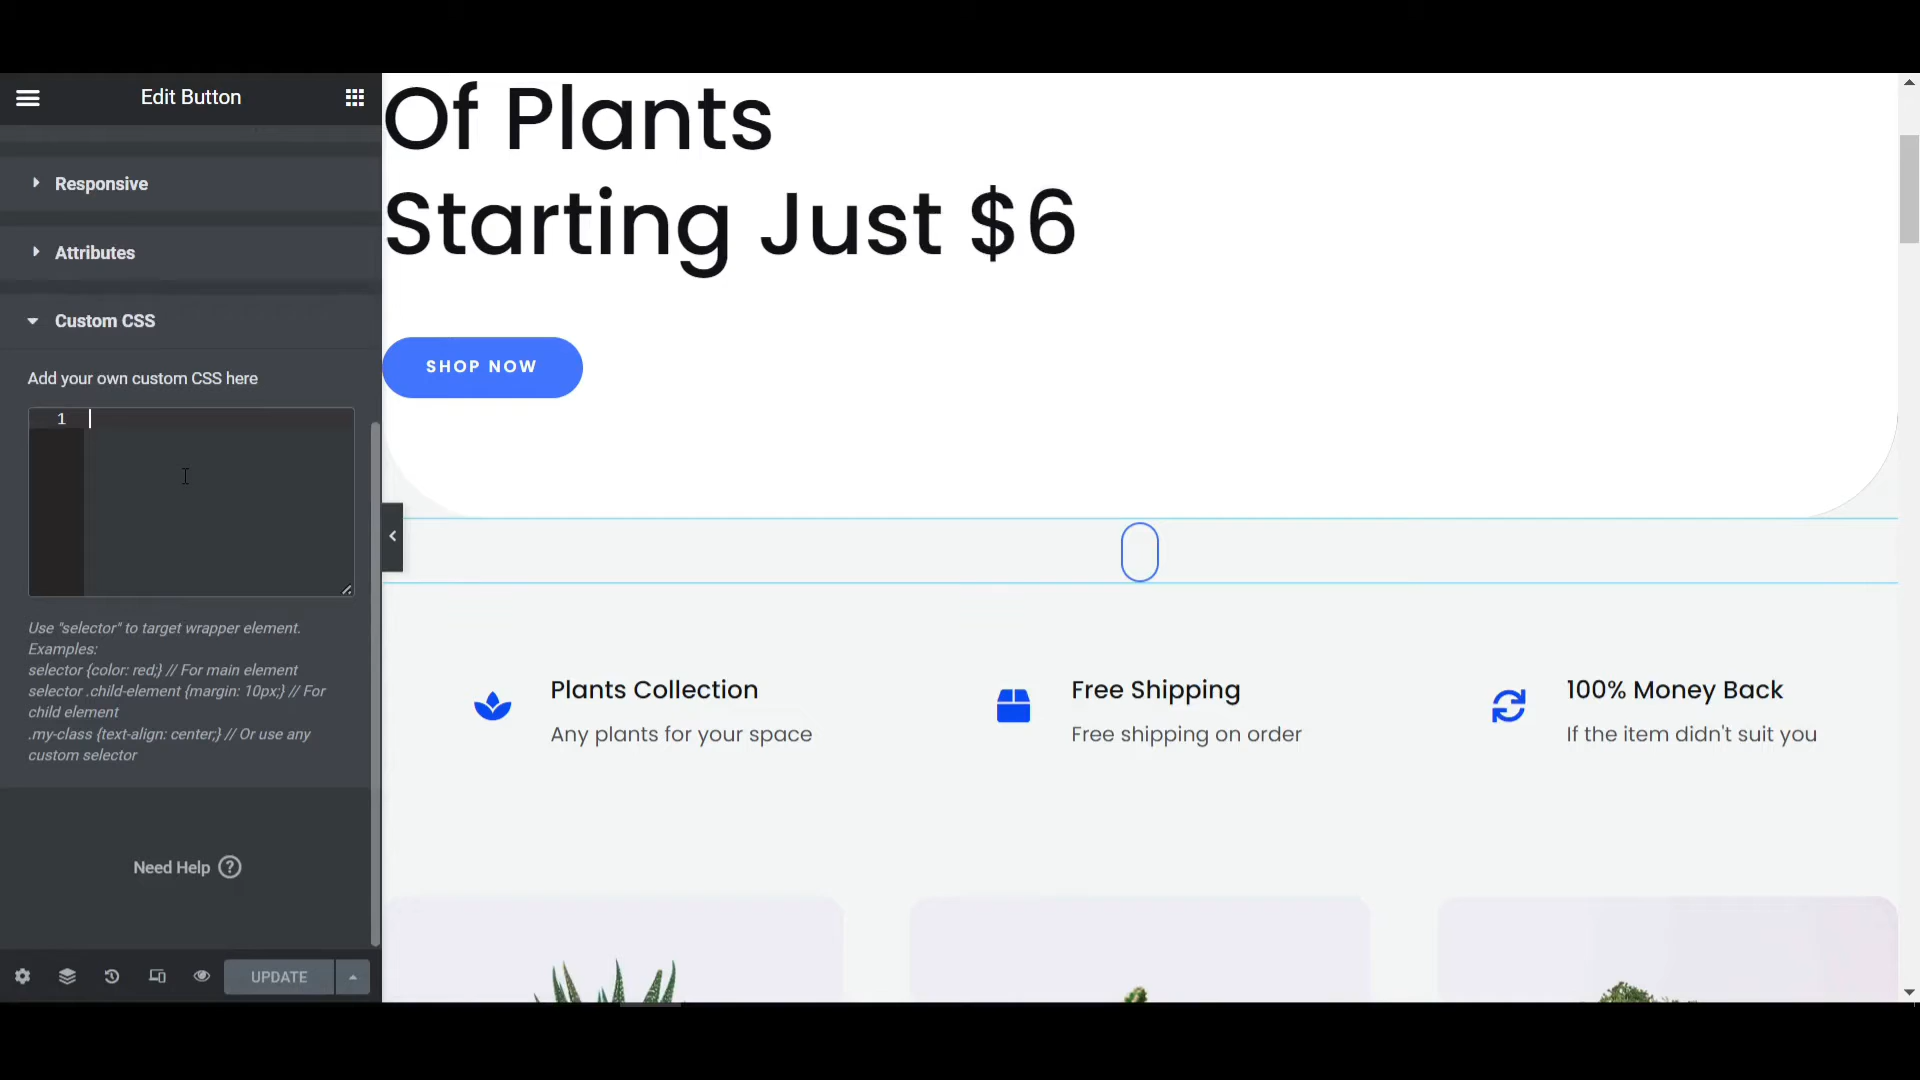 Edit Button
Responsive
Attributes
Custom CSS
Add your own custom CSS here
1
Use "selector" to target wrapper element.
Examples:
selector {color: red;} // For main element
selector .child-element {margin: 10px;} // For
child element
.my-class {text-align: center;} // Or use any
custom selector
Need Help ?
UPDATE
Of Plants
Starting Just $6
SHOP NOW
Plants Collection
Any plants for your space
Free Shipping
Free shipping on order
100% Money Back
If the item didn't suit you